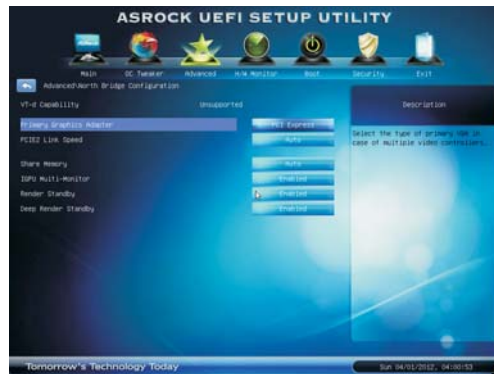 ASROCK UEFI SETUP UTILITY
Main OC Tweaker Advanced H/W Monitor Boot Security Exit
Advanced\North Bridge Configuration
Description
VT-d Capability Unsupported
Primary Graphics Adapter PCI Express
PCIE2 Link Speed Auto
Select the type of primary VGA in
case of multiple video controllers.
Share Memory Auto
IGPU Multi-Monitor Enabled
Render Standby Enabled
Deep Render Standby Enabled
Tomorrow's Technology Today
Sun 04/01/2012, 04:00:53